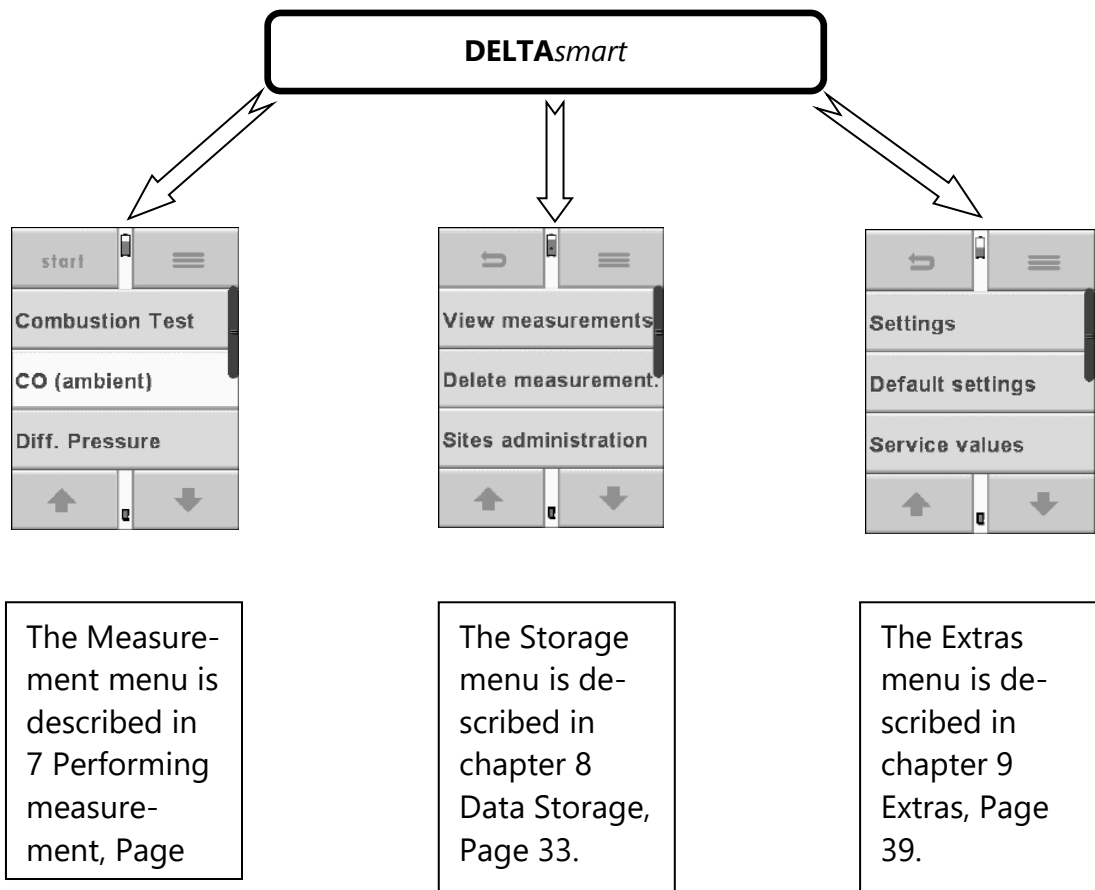 DELTAsmart
start
Combustion Test
CO (ambient)
Diff. Pressure
View measurements
Delete measurement.
Sites administration
Settings
Default settings
Service values
The Measure-
ment menu is
described in
7 Performing
measure-
ment, Page
The Storage
menu is de-
scribed in
chapter 8
Data Storage,
Page 33.
The Extras
menu is de-
scribed in
chapter 9
Extras, Page
39.